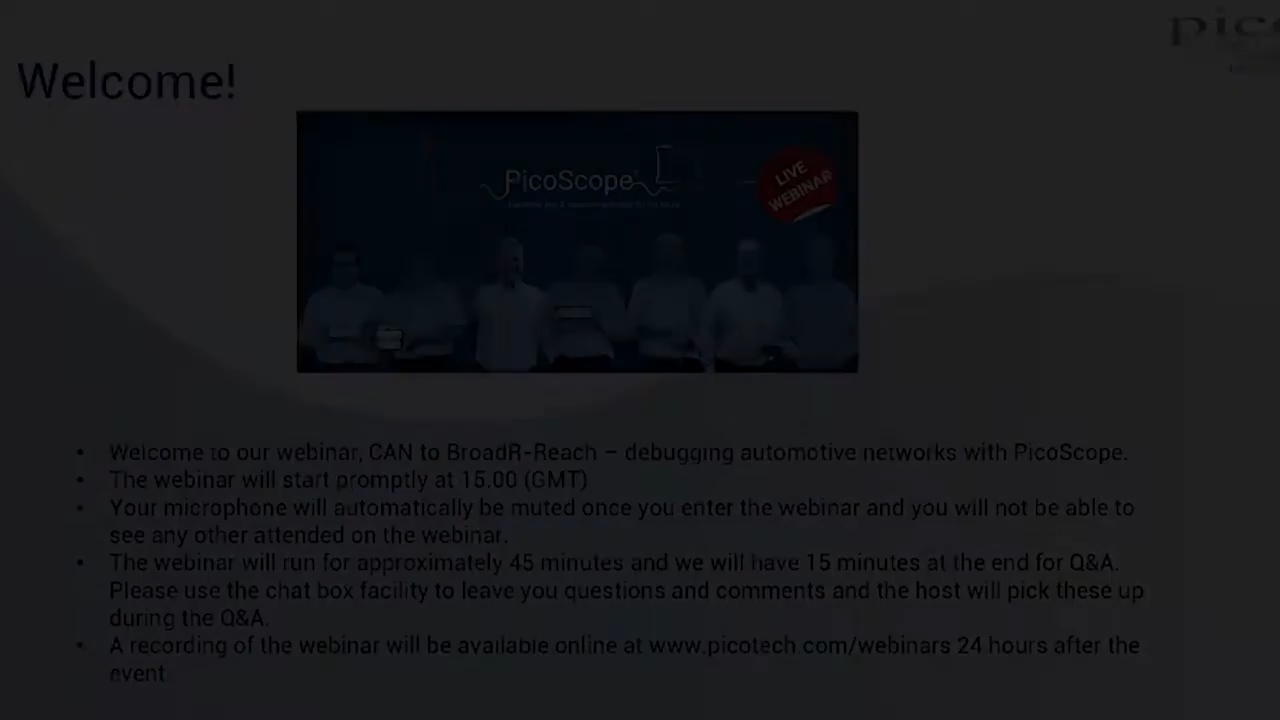 pico
Welcome!
PicoScope
LIVE
WEBINAR
• Welcome to our webinar, CAN to BroadR-Reach – debugging automotive networks with PicoScope.
• The webinar will start promptly at 15.00 (GMT)
• Your microphone will automatically be muted once you enter the webinar and you will not be able to
see any other attended on the webinar.
• The webinar will run for approximately 45 minutes and we will have 15 minutes at the end for Q&A.
Please use the chat box facility to leave you questions and comments and the host will pick these up
during the Q&A.
• A recording of the webinar will be available online at www.picotech.com/webinars 24 hours after the
event